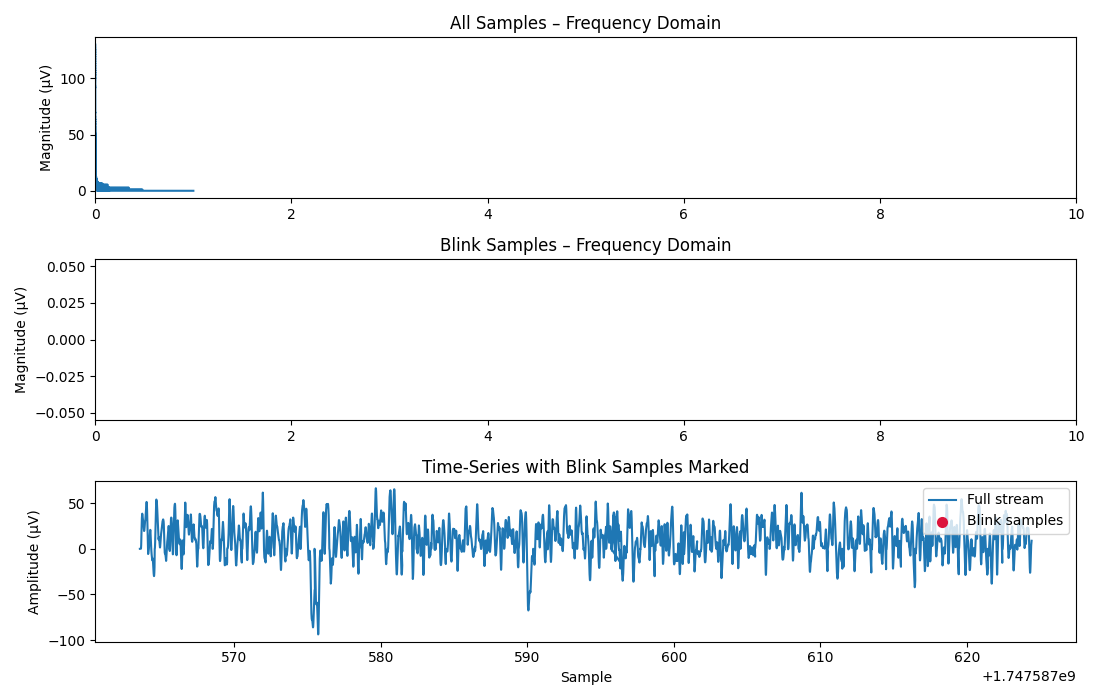 All Samples – Frequency Domain
Magnitude (µV)
100
50
0
0 2 4 6 8 10
Blink Samples – Frequency Domain
Magnitude (µV)
0.050
0.025
0.000
−0.025
−0.050
0 2 4 6 8 10
Time-Series with Blink Samples Marked
Amplitude (µV)
50
0
−50
−100
Full stream
Blink samples
570 580 590 600 610 620
Sample
+1.747587e9